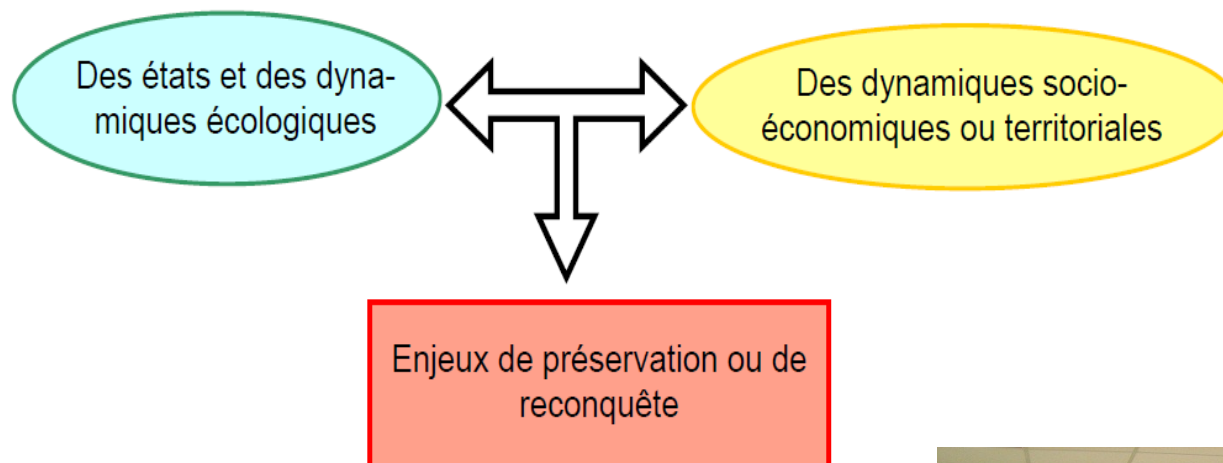 Des états et des dyna-
miques écologiques
Des dynamiques socio-
économiques ou territoriales
Enjeux de préservation ou de
reconquête